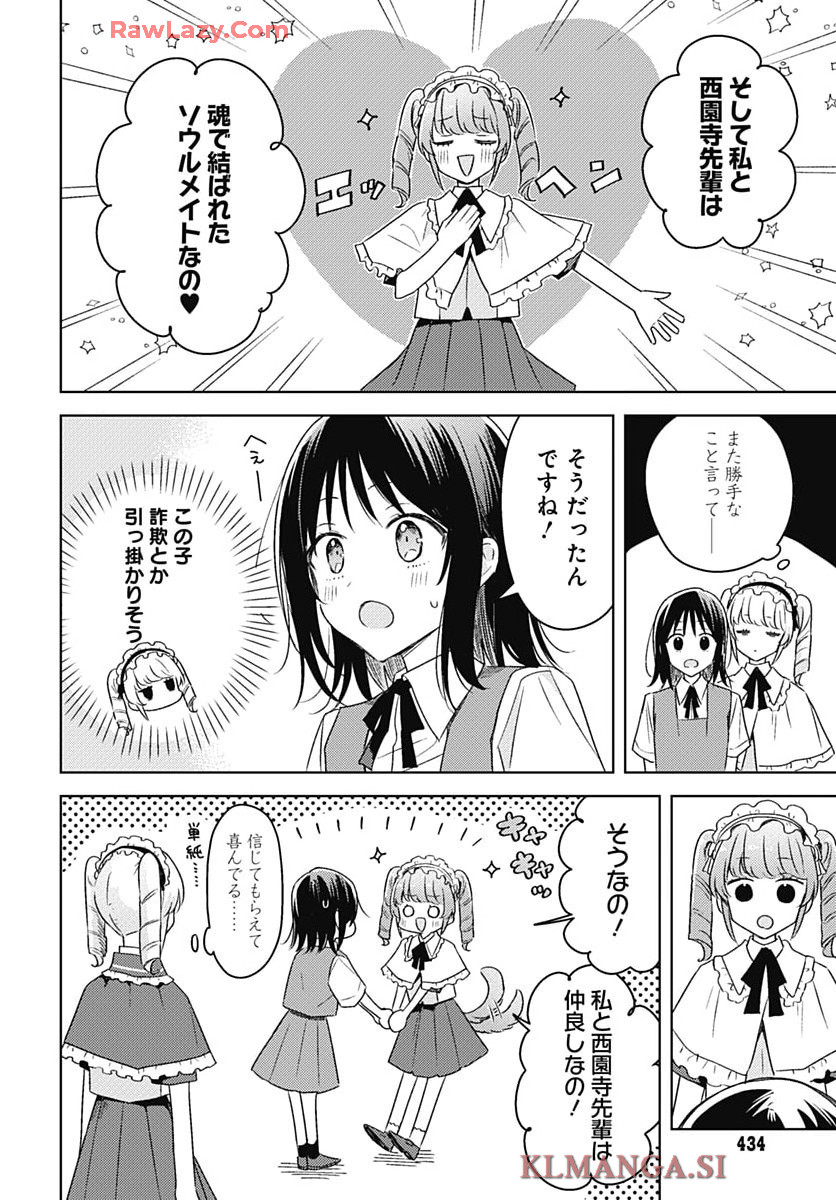 RawLazy.Com
そして私と
西園寺先輩は
エッ
ヘン
魂で結ばれた
ソウルメイトなの♥
また勝手な
こと言って――
そうだったん
ですね!
へぇー
この子
詐欺とか
引っ掛かりそう
そうなの!
私と西園寺先輩は
仲良しなの!
キャッ
キャッ
信じてもらえて
喜んでる……
単純……
434
KLMANGA.SI